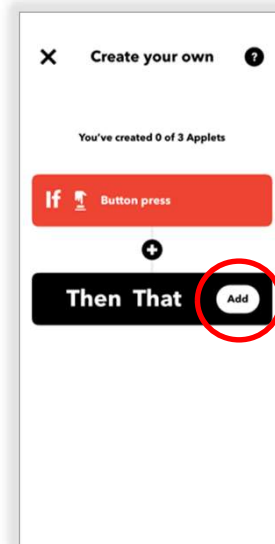 Create your own ?
You've created 0 of 3 Applets
If Button press
Then That Add